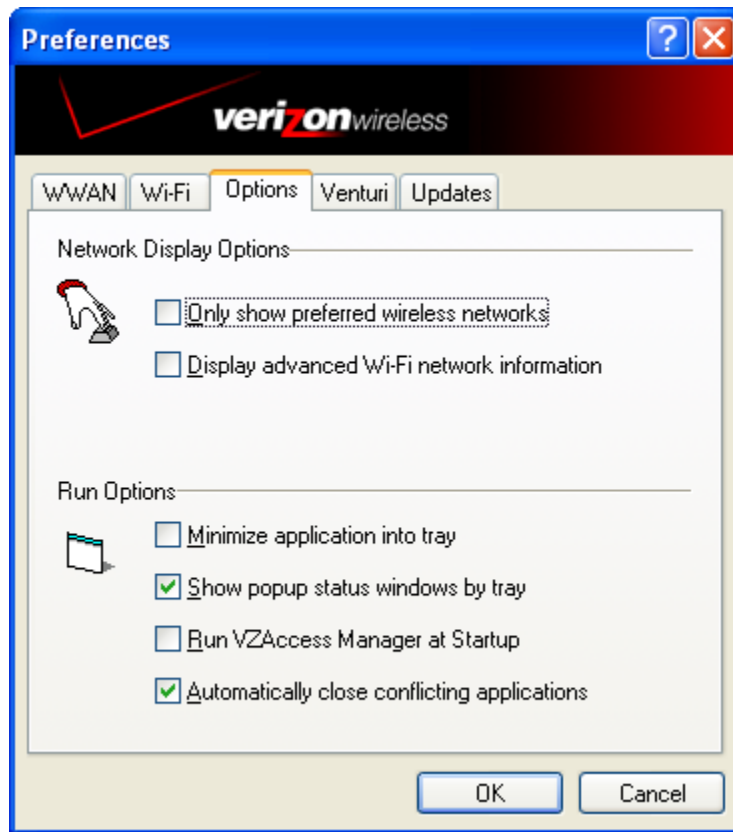 Preferences
verizonwireless
WWAN Wi-Fi Options Venturi Updates
Network Display Options
Only show preferred wireless networks
Display advanced Wi-Fi network information
Run Options
Minimize application into tray
Show popup status windows by tray
Run VZAccess Manager at Startup
Automatically close conflicting applications
OK Cancel